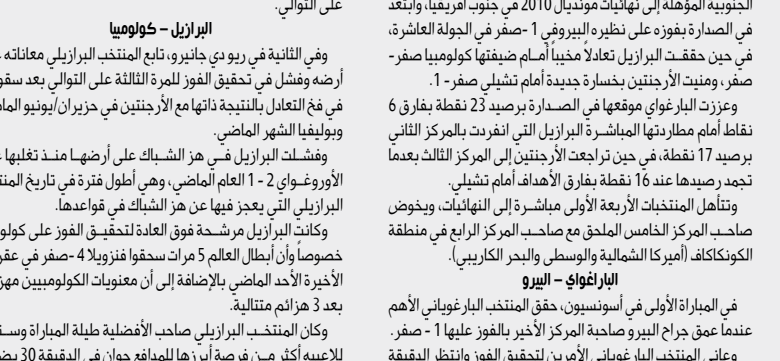 الجنوبية المؤهلة إلى نهائيات مونديال 2010 في جنوب أفريقيا، وابتعد
في الصدارة بفوزه على نظيره البيروفي 1 -صفر في الجولة العاشرة،
في حين حققت البرازيل تعادلاً مخيباً أمام ضيفتها كولومبيا صفر-
صفر، ومنيت الأرجنتين بخسارة جديدة أمام تشيلي صفر- 1.
وعززت البارغواي موقعها في الصدارة برصيد 23 نقطة بفارق 6
نقاط أمام مطاردتها المباشرة البرازيل التي انفردت بالمركز الثاني
برصيد 17 نقطة، في حين تراجعت الأرجنتين إلى المركز الثالث بعدما
تجمد رصيدها عند 16 نقطة بفارق الأهداف أمام تشيلي.
وتتأهل المنتخبات الأربعة الأولى مباشرة إلى النهائيات، ويخوض
صاحب المركز الخامس الملحق مع صاحب المركز الرابع في منطقة
الكونكاكاف (أميركا الشمالية والوسطى والبحر الكاريبي).
الباراغواي – البيرو
في المباراة الأولى في أسونسيون، حقق المنتخب البارغوياني الأهم
عندما عمق جراح البيرو صاحبة المركز الأخير بالفوز عليها 1 - صفر.
وعانى المنتخب البارغوياني الأمرين لتحقيق الفوز وانتظر الدقيقة
على التوالي.
البرازيل – كولومبيا
وفي الثانية في ريو دي جانيرو، تابع المنتخب البرازيلي معاناته
أرضه وفشل في تحقيق الفوز للمرة الثالثة على التوالي بعد
في فخ التعادل بالنتيجة ذاتها مع الأرجنتين في حزيران/يونيو
وبوليفيا الشهر الماضي.
وفشلت البرازيل في هز الشباك على أرضها منذ تغلبها
الأوروغواي 2 - 1 العام الماضي، وهي أطول فترة في تاريخ
البرازيلي التي يعجز فيها عن هز الشباك في قواعدها.
وكانت البرازيل مرشحة فوق العادة لتحقيق الفوز على
خصوصاً وأن أبطال العالم 5 مرات سحقوا فنزويلا 4 -صفر في
الأخيرة الأحد الماضي بالإضافة إلى أن معنويات الكولومبيين
بعد 3 هزائم متتالية.
وكان المنتخب البرازيلي صاحب الأفضلية طيلة المباراة
للاعبيه أكثر من فرصة أبرزها للمدافع جوان في الدقيقة 30